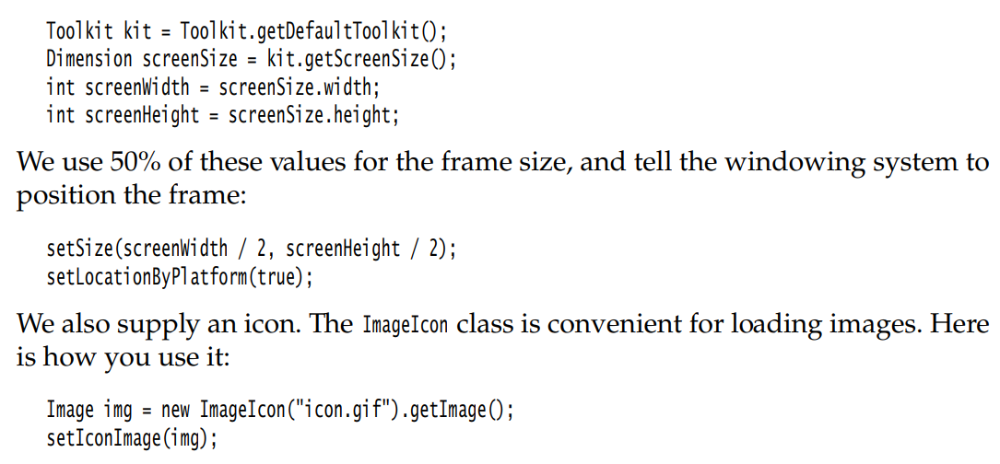 Toolkit kit = Toolkit.getDefaultToolkit();
Dimension screenSize = kit.getScreenSize();
int screenWidth = screenSize.width;
int screenHeight = screenSize.height;
We use 50% of these values for the frame size, and tell the windowing system to
position the frame:
setSize(screenWidth / 2, screenHeight / 2);
setLocationByPlatform(true);
We also supply an icon. The ImageIcon class is convenient for loading images. Here
is how you use it:
Image img = new ImageIcon("icon.gif").getImage();
setIconImage(img);